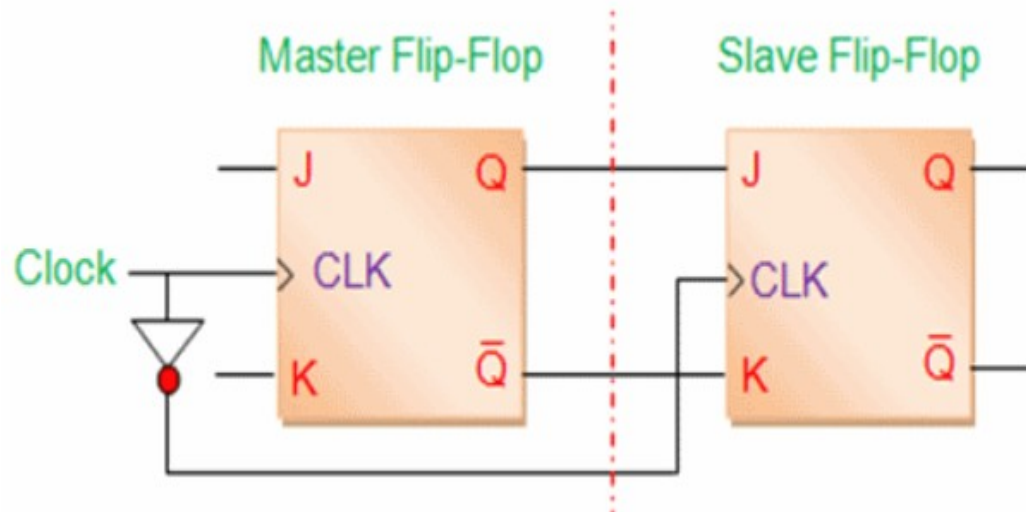 Master Flip-Flop
Slave Flip-Flop
J
Q
J
Q
Clock
CLK
CLK
K
Q̅
K
Q̅